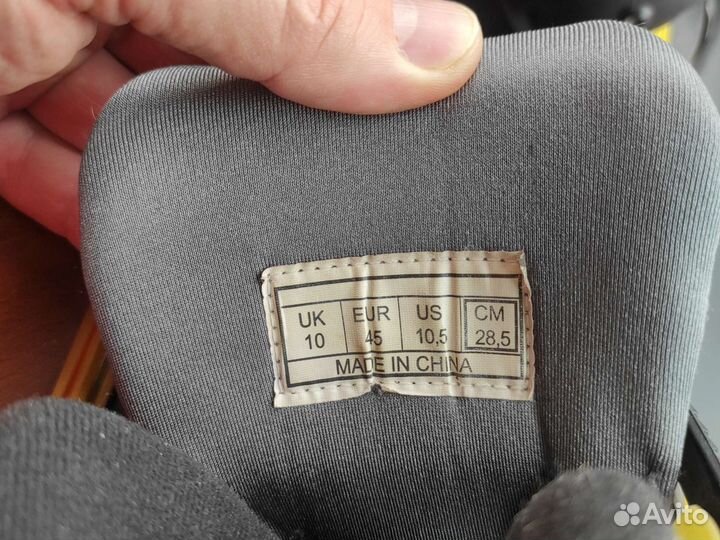 UK EUR US CM
10 45 10,5 28,5
MADE IN CHINA
Avito